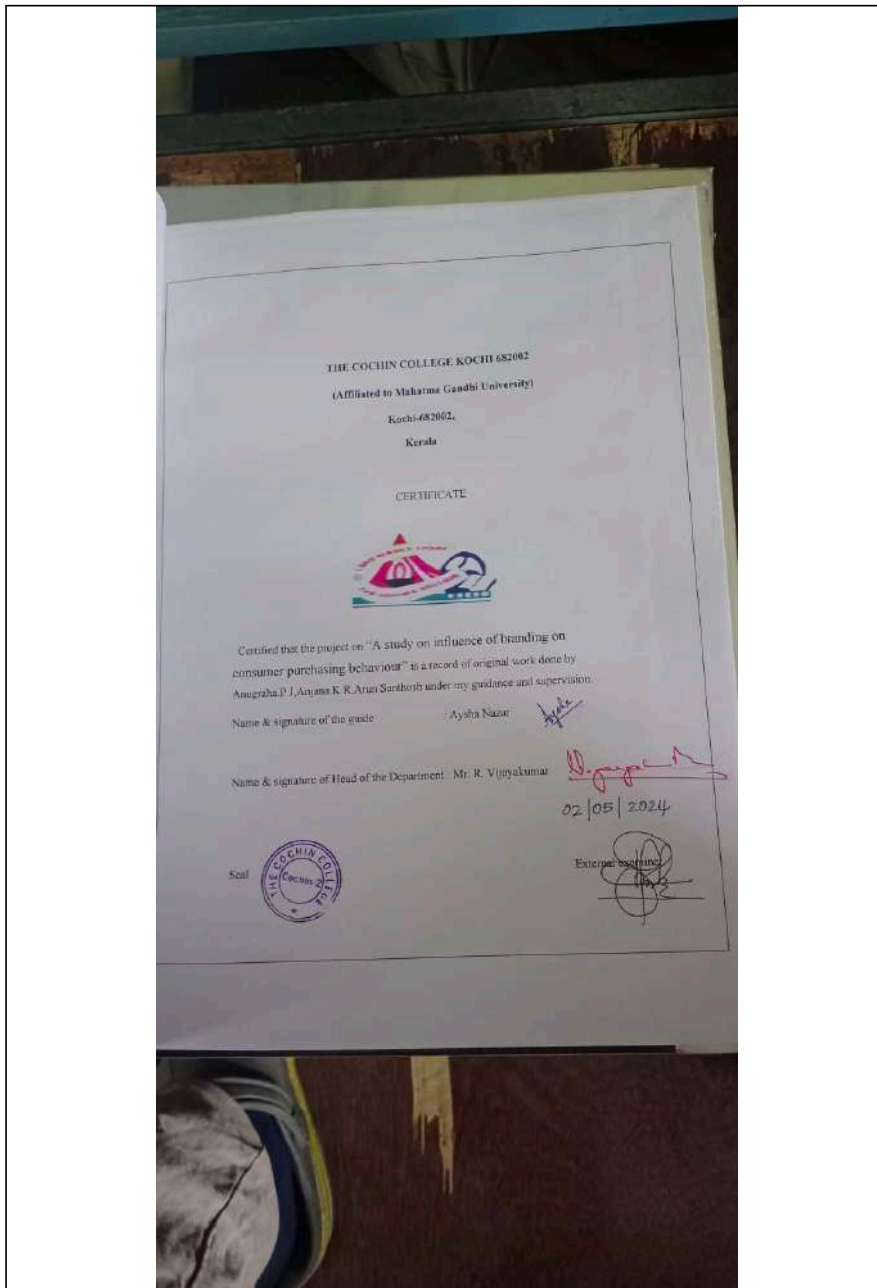 THE COCHIN COLLEGE KOCHI 682002
(Affiliated to Mahatma Gandhi University)
Kochi-682002,
Kerala
CERTIFICATE
Certified that the project on "A study on influence of branding on
consumer purchasing behaviour" is a record of original work done by
Anugraha.P J,Anjana K R,Arun Santhosh under my guidance and supervision.
Name & signature of the guide : Aysha Nazar Aysha
Name & signature of Head of the Department : Mr. R. Vijayakumar
02/05/2024
Seal
THE COCHIN COLLEGE
Cochin-2
External examiner